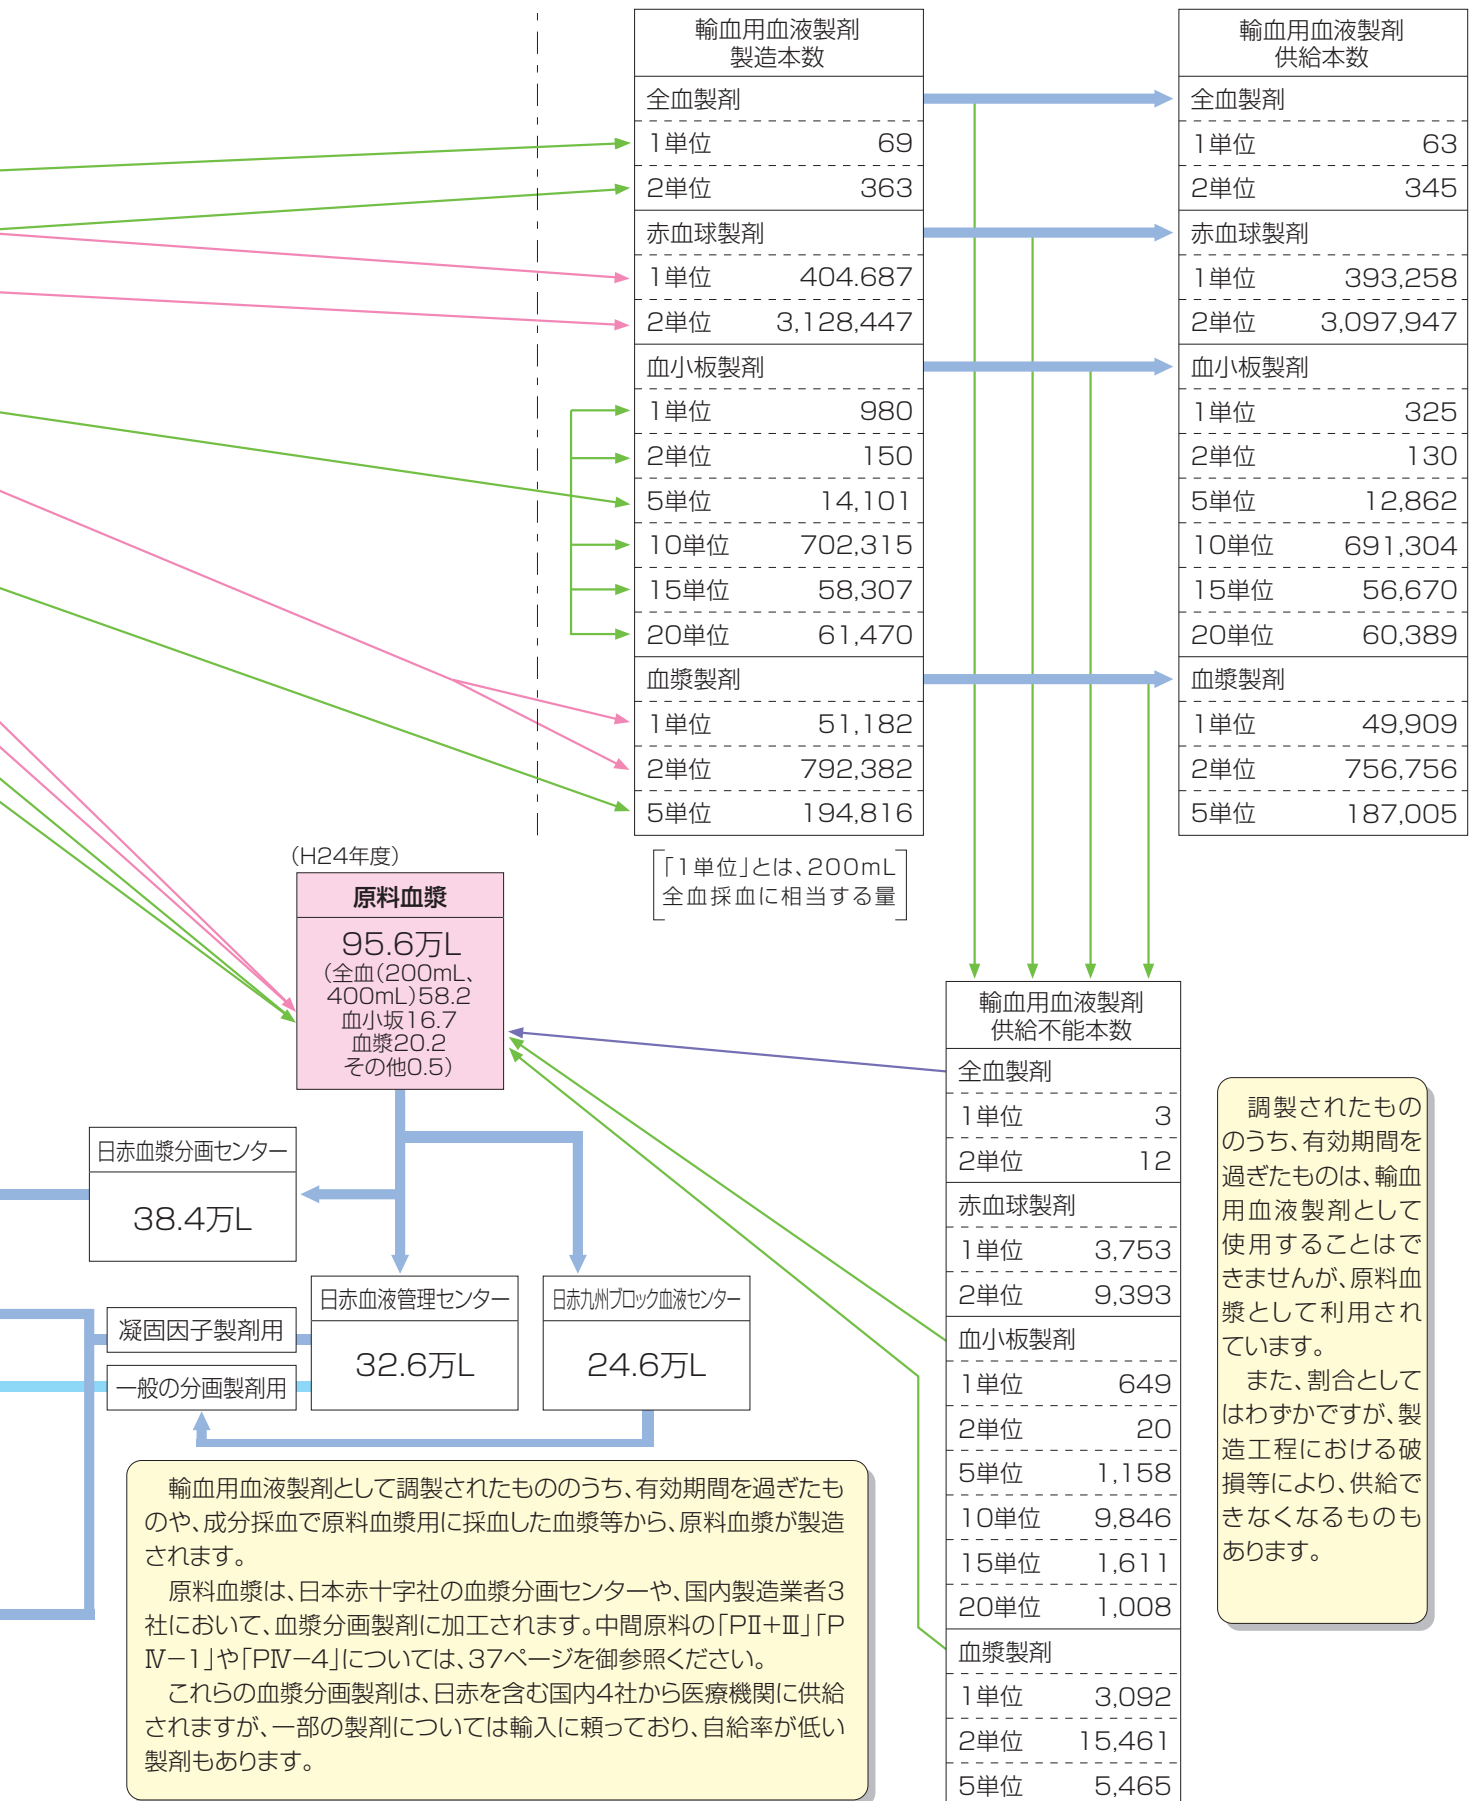 輸血用血液製剤
製造本数
全血製剤
1単位 69
2単位 363
赤血球製剤
1単位 404.687
2単位 3,128,447
血小板製剤
1単位 980
2単位 150
5単位 14,101
10単位 702,315
15単位 58,307
20単位 61,470
血漿製剤
1単位 51,182
2単位 792,382
5単位 194,816
「1単位」とは、200mL
全血採血に相当する量
輸血用血液製剤
供給本数
全血製剤
1単位 63
2単位 345
赤血球製剤
1単位 393,258
2単位 3,097,947
血小板製剤
1単位 325
2単位 130
5単位 12,862
10単位 691,304
15単位 56,670
20単位 60,389
血漿製剤
1単位 49,909
2単位 756,756
5単位 187,005
(H24年度)
原料血漿
95.6万L
(全血(200mL、
400mL)58.2
血小坂16.7
血漿20.2
その他0.5)
日赤血漿分画センター
38.4万L
日赤血液管理センター
32.6万L
日赤九州ブロック血液センター
24.6万L
凝固因子製剤用
一般の分画製剤用
輸血用血液製剤
供給不能本数
全血製剤
1単位 3
2単位 12
赤血球製剤
1単位 3,753
2単位 9,393
血小板製剤
1単位 649
2単位 20
5単位 1,158
10単位 9,846
15単位 1,611
20単位 1,008
血漿製剤
1単位 3,092
2単位 15,461
5単位 5,465
調製されたもの
のうち、有効期間を
過ぎたものは、輸血
用血液製剤として
使用することはで
きませんが、原料血
漿として利用され
ています。
また、割合として
はわずかですが、製
造工程における破
損等により、供給で
きなくなるものも
あります。
輸血用血液製剤として調製されたもののうち、有効期間を過ぎたも
のや、成分採血で原料血漿用に採血した血漿等から、原料血漿が製造
されます。
原料血漿は、日本赤十字社の血漿分画センターや、国内製造業者3
社において、血漿分画製剤に加工されます。中間原料の「PⅡ+Ⅲ」「P
Ⅳ−1」や「PⅣ−4」については、37ページを御参照ください。
これらの血漿分画製剤は、日赤を含む国内4社から医療機関に供給
されますが、一部の製剤については輸入に頼っており、自給率が低い
製剤もあります。